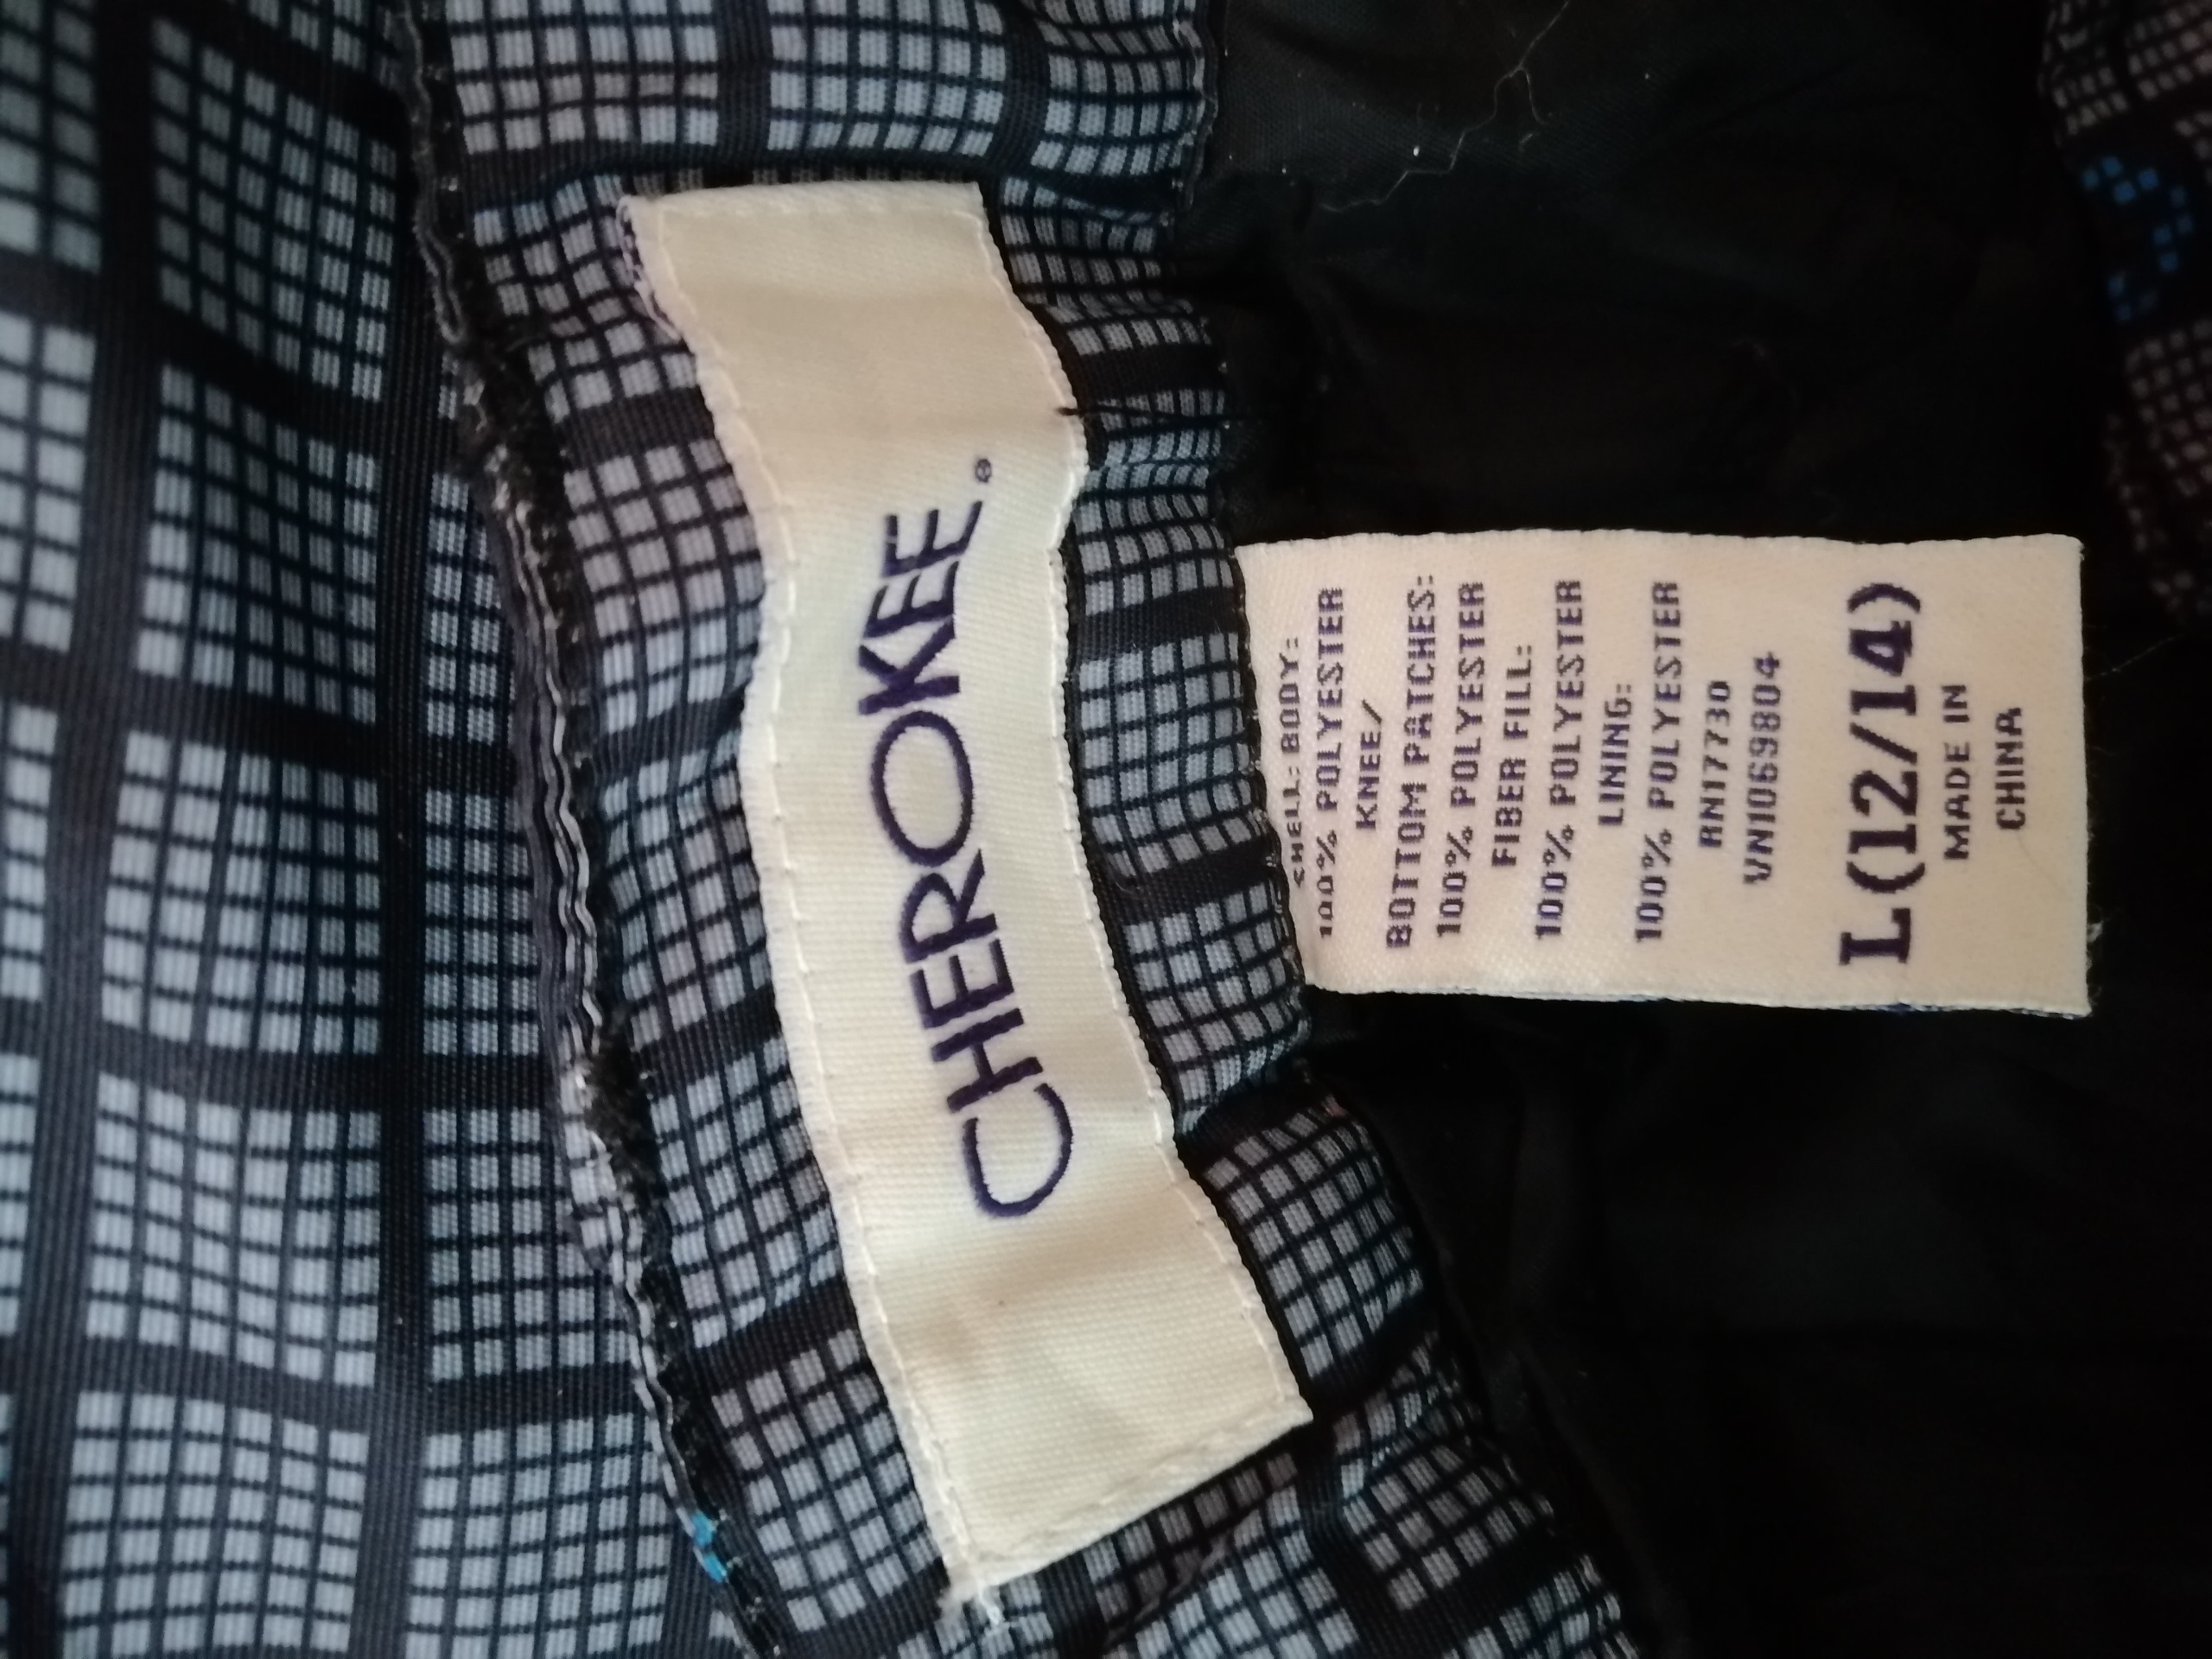 CHEROKEE®
SHELL: BODY:
100% POLYESTER
KNEE/
BOTTOM PATCHES:
100% POLYESTER
FIBER FILL:
100% POLYESTER
LINING:
100% POLYESTER
RN17730
VN1069804
L(12/14)
MADE IN
CHINA